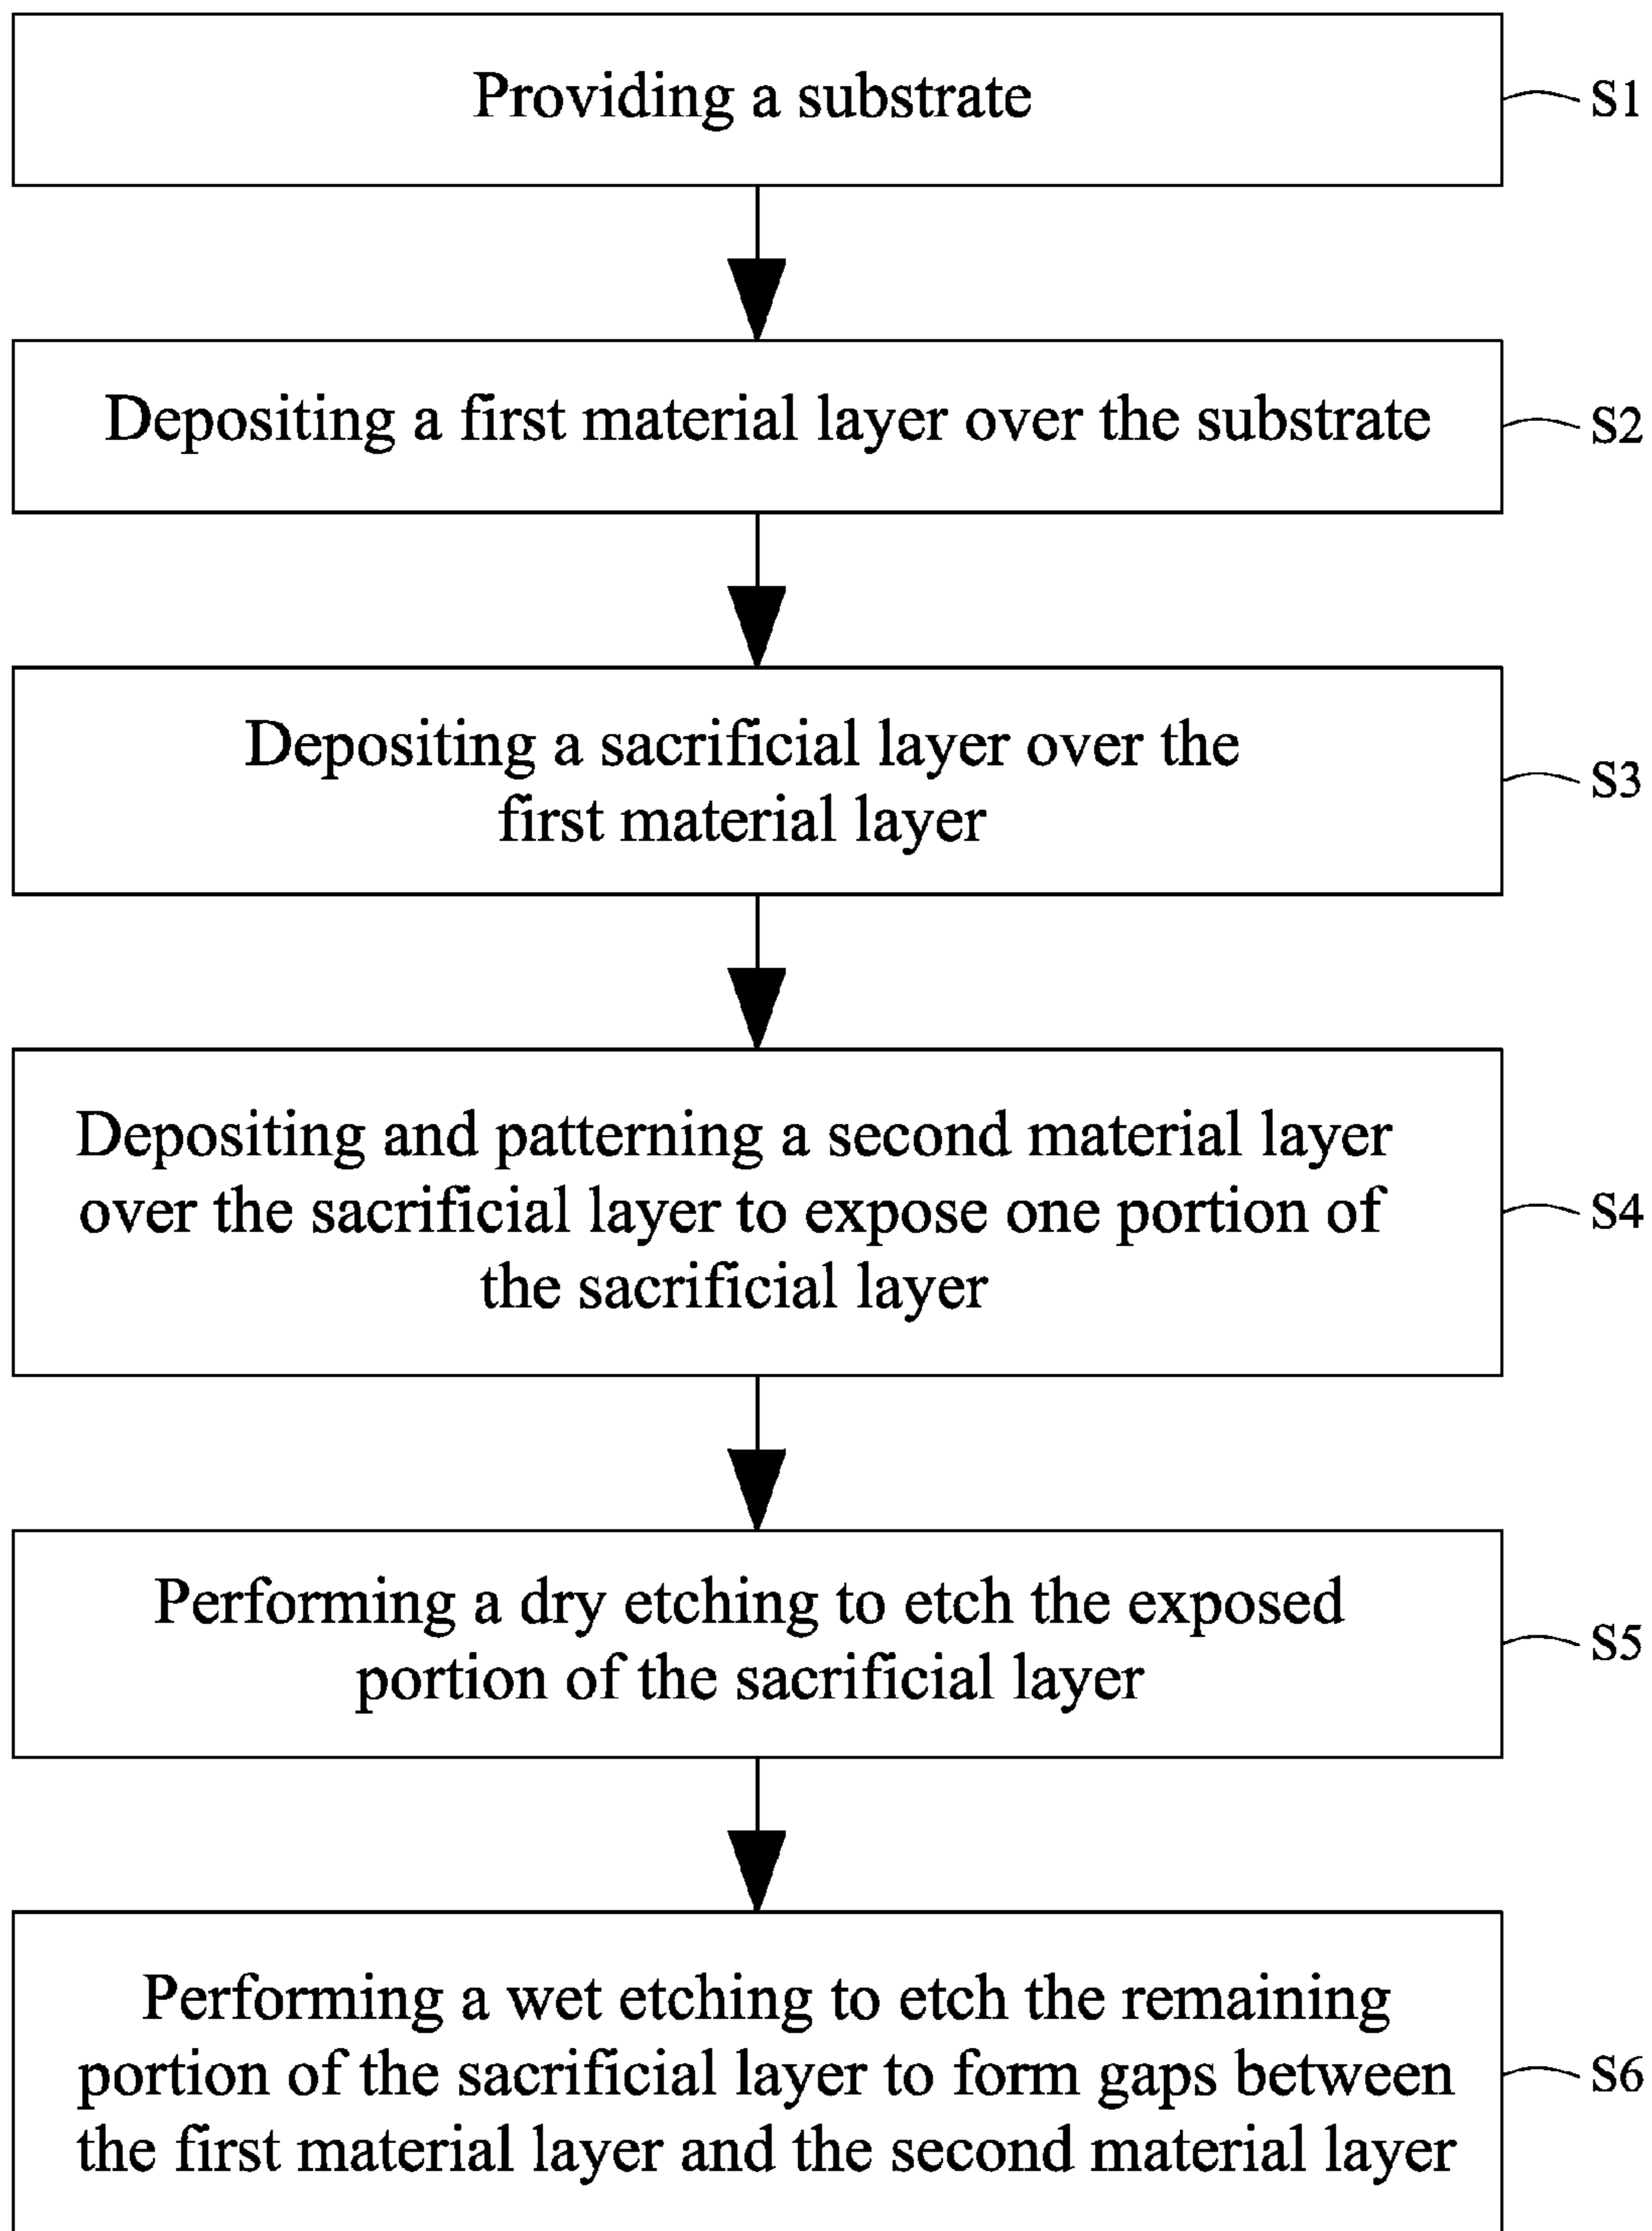 Providing a substrate
S1
Depositing a first material layer over the substrate
S2
Depositing a sacrificial layer over the
first material layer
S3
Depositing and patterning a second material layer
over the sacrificial layer to expose one portion of
the sacrificial layer
S4
Performing a dry etching to etch the exposed
portion of the sacrificial layer
S5
Performing a wet etching to etch the remaining
portion of the sacrificial layer to form gaps between
the first material layer and the second material layer
S6